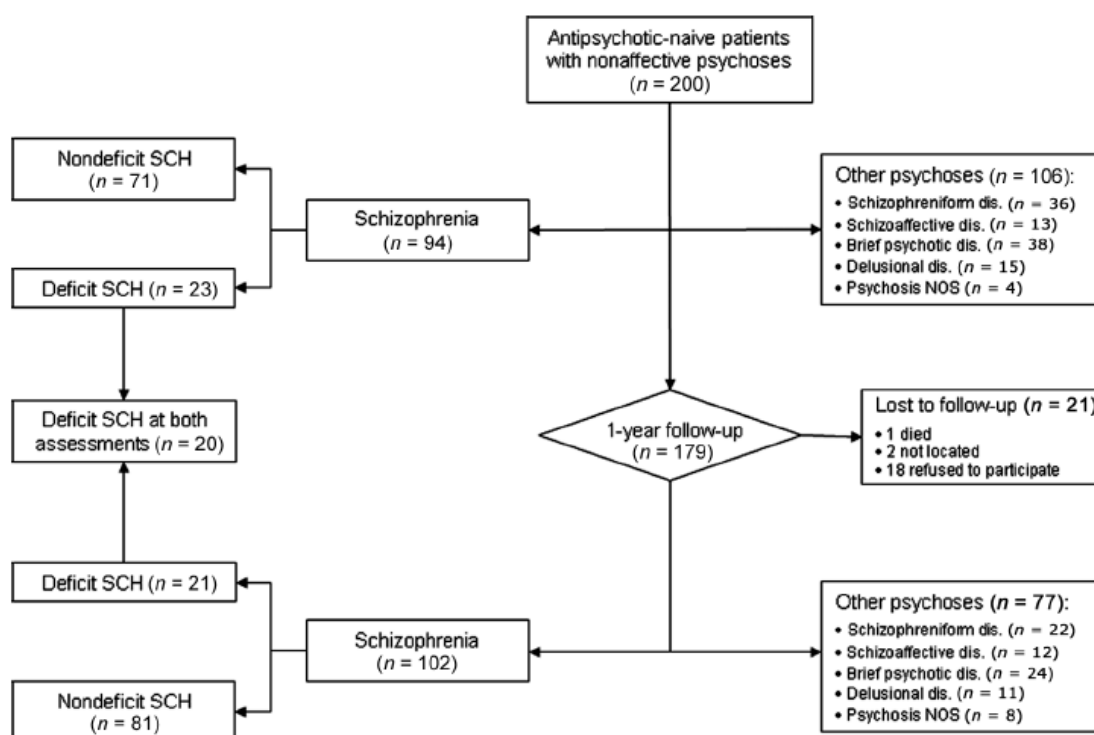 Antipsychotic-naive patients
with nonaffective psychoses
(n = 200)
Nondeficit SCH
(n = 71)
Schizophrenia
(n = 94)
Deficit SCH (n = 23)
Other psychoses (n = 106):
• Schizophreniform dis. (n = 36)
• Schizoaffective dis. (n = 13)
• Brief psychotic dis. (n = 38)
• Delusional dis. (n = 15)
• Psychosis NOS (n = 4)
Deficit SCH at both
assessments (n = 20)
1-year follow-up
(n = 179)
Lost to follow-up (n = 21)
• 1 died
• 2 not located
• 18 refused to participate
Deficit SCH (n = 21)
Schizophrenia
(n = 102)
Nondeficit SCH
(n = 81)
Other psychoses (n = 77):
• Schizophreniform dis. (n = 22)
• Schizoaffective dis. (n = 12)
• Brief psychotic dis. (n = 24)
• Delusional dis. (n = 11)
• Psychosis NOS (n = 8)